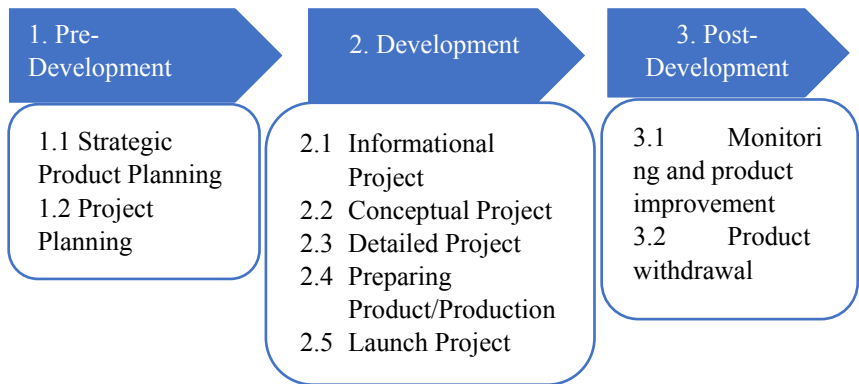 1. Pre-
Development
1.1 Strategic
Product Planning
1.2 Project
Planning
2. Development
2.1 Informational
Project
2.2 Conceptual Project
2.3 Detailed Project
2.4 Preparing
Product/Production
2.5 Launch Project
3. Post-
Development
3.1 Monitori
ng and product
improvement
3.2 Product
withdrawal